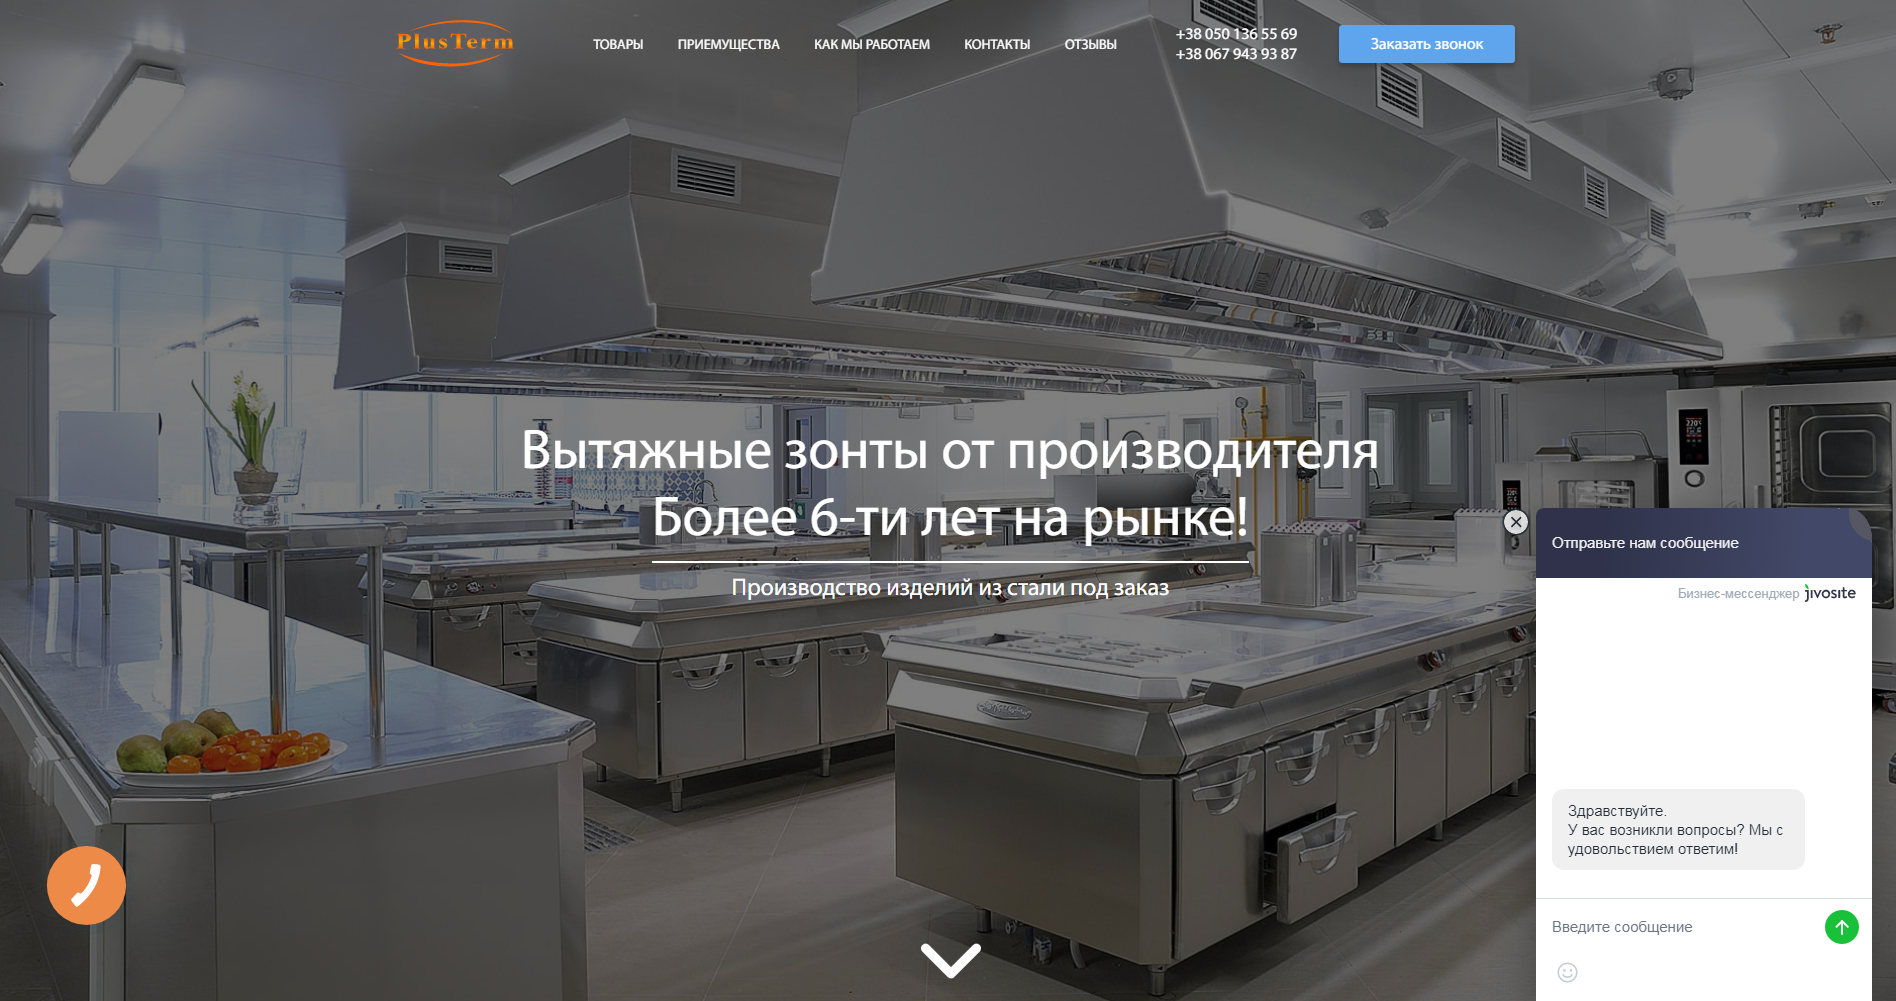 PlusTerm
ТОВАРЫ
ПРИЕМУЩЕСТВА
КАК МЫ РАБОТАЕМ
КОНТАКТЫ
ОТЗЫВЫ
+38 050 136 55 69
+38 067 943 93 87
Заказать звонок
Вытяжные зонты от производителя
Более 6-ти лет на рынке!
Производство изделий из стали под заказ
Отправьте нам сообщение
Бизнес-мессенджер jivosite
Здравствуйте.
У вас возникли вопросы? Мы с
удовольствием ответим!
Введите сообщение